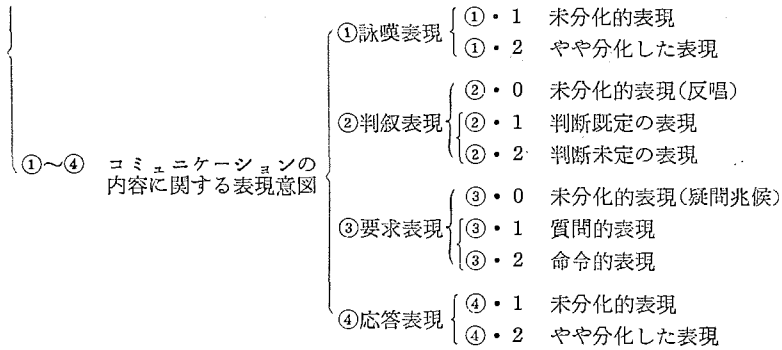 ①詠嘆表現
①・1 未分化的表現
①・2 やや分化した表現
②判叙表現
②・0 未分化的表現(反唱)
②・1 判断既定の表現
②・2 判断未定の表現
①~④ コミュニケーションの
内容に関する表現意図
③要求表現
③・0 未分化的表現(疑問兆候)
③・1 質問的表現
③・2 命令的表現
④応答表現
④・1 未分化的表現
④・2 やや分化した表現